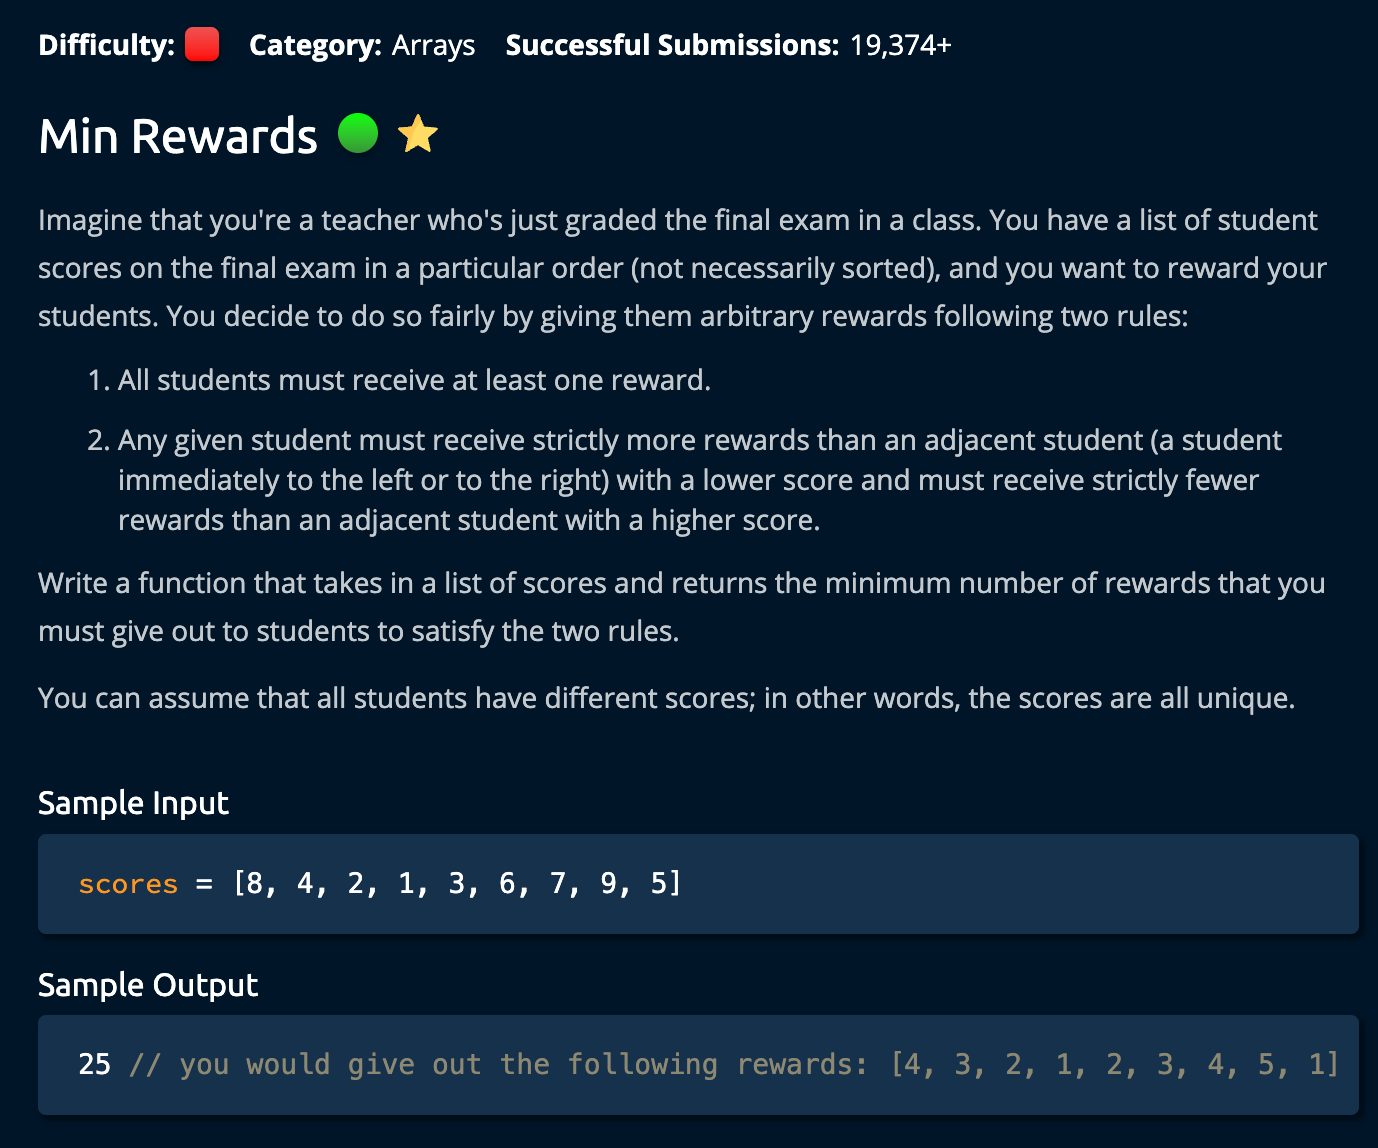 Difficulty: Category: Arrays Successful Submissions: 19,374+
Min Rewards
Imagine that you're a teacher who's just graded the final exam in a class. You have a list of student
scores on the final exam in a particular order (not necessarily sorted), and you want to reward your
students. You decide to do so fairly by giving them arbitrary rewards following two rules:
1. All students must receive at least one reward.
2. Any given student must receive strictly more rewards than an adjacent student (a student
immediately to the left or to the right) with a lower score and must receive strictly fewer
rewards than an adjacent student with a higher score.
Write a function that takes in a list of scores and returns the minimum number of rewards that you
must give out to students to satisfy the two rules.
You can assume that all students have different scores; in other words, the scores are all unique.
Sample Input
scores = [8, 4, 2, 1, 3, 6, 7, 9, 5]
Sample Output
25 // you would give out the following rewards: [4, 3, 2, 1, 2, 3, 4, 5, 1]